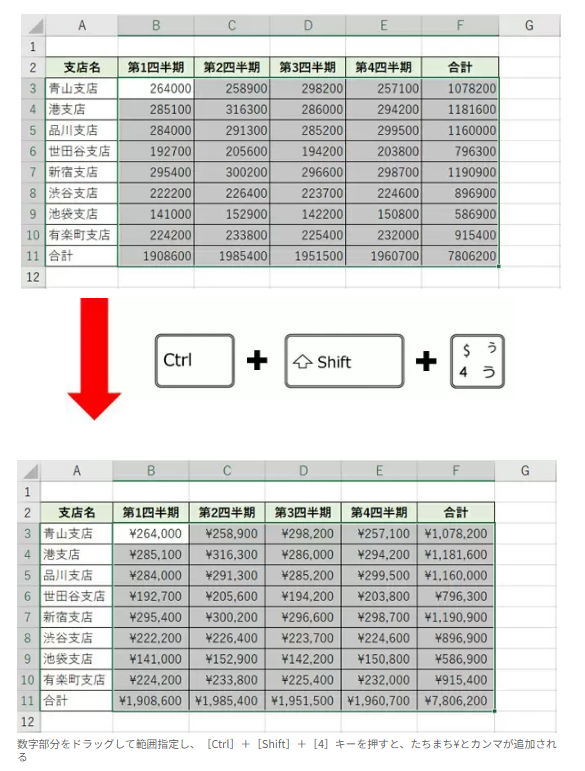 A B C D E F G
1
2 支店名 第1四半期 第2四半期 第3四半期 第4四半期 合計
3 青山支店 264000 258900 298200 257100 1078200
4 港支店 285100 316300 286000 294200 1181600
5 品川支店 284000 291300 285200 299500 1160000
6 世田谷支店 192700 205600 194200 203800 796300
7 新宿支店 295400 300200 296600 298700 1190900
8 渋谷支店 222200 226400 223700 224600 896900
9 池袋支店 141000 152900 142200 150800 586900
10 有楽町支店 224200 233800 225400 232000 915400
11 合計 1908600 1985400 1951500 1960700 7806200
12
Ctrl + ⇧ Shift + $ ぅ
4 う
A B C D E F G
1
2 支店名 第1四半期 第2四半期 第3四半期 第4四半期 合計
3 青山支店 ¥264,000 ¥258,900 ¥298,200 ¥257,100 ¥1,078,200
4 港支店 ¥285,100 ¥316,300 ¥286,000 ¥294,200 ¥1,181,600
5 品川支店 ¥284,000 ¥291,300 ¥285,200 ¥299,500 ¥1,160,000
6 世田谷支店 ¥192,700 ¥205,600 ¥194,200 ¥203,800 ¥796,300
7 新宿支店 ¥295,400 ¥300,200 ¥296,600 ¥298,700 ¥1,190,900
8 渋谷支店 ¥222,200 ¥226,400 ¥223,700 ¥224,600 ¥896,900
9 池袋支店 ¥141,000 ¥152,900 ¥142,200 ¥150,800 ¥586,900
10 有楽町支店 ¥224,200 ¥233,800 ¥225,400 ¥232,000 ¥915,400
11 合計 ¥1,908,600 ¥1,985,400 ¥1,951,500 ¥1,960,700 ¥7,806,200
12
数字部分をドラッグして範囲指定し、［Ctrl］＋［Shift］＋［4］キーを押すと、たちまち¥とカンマが追加され
る